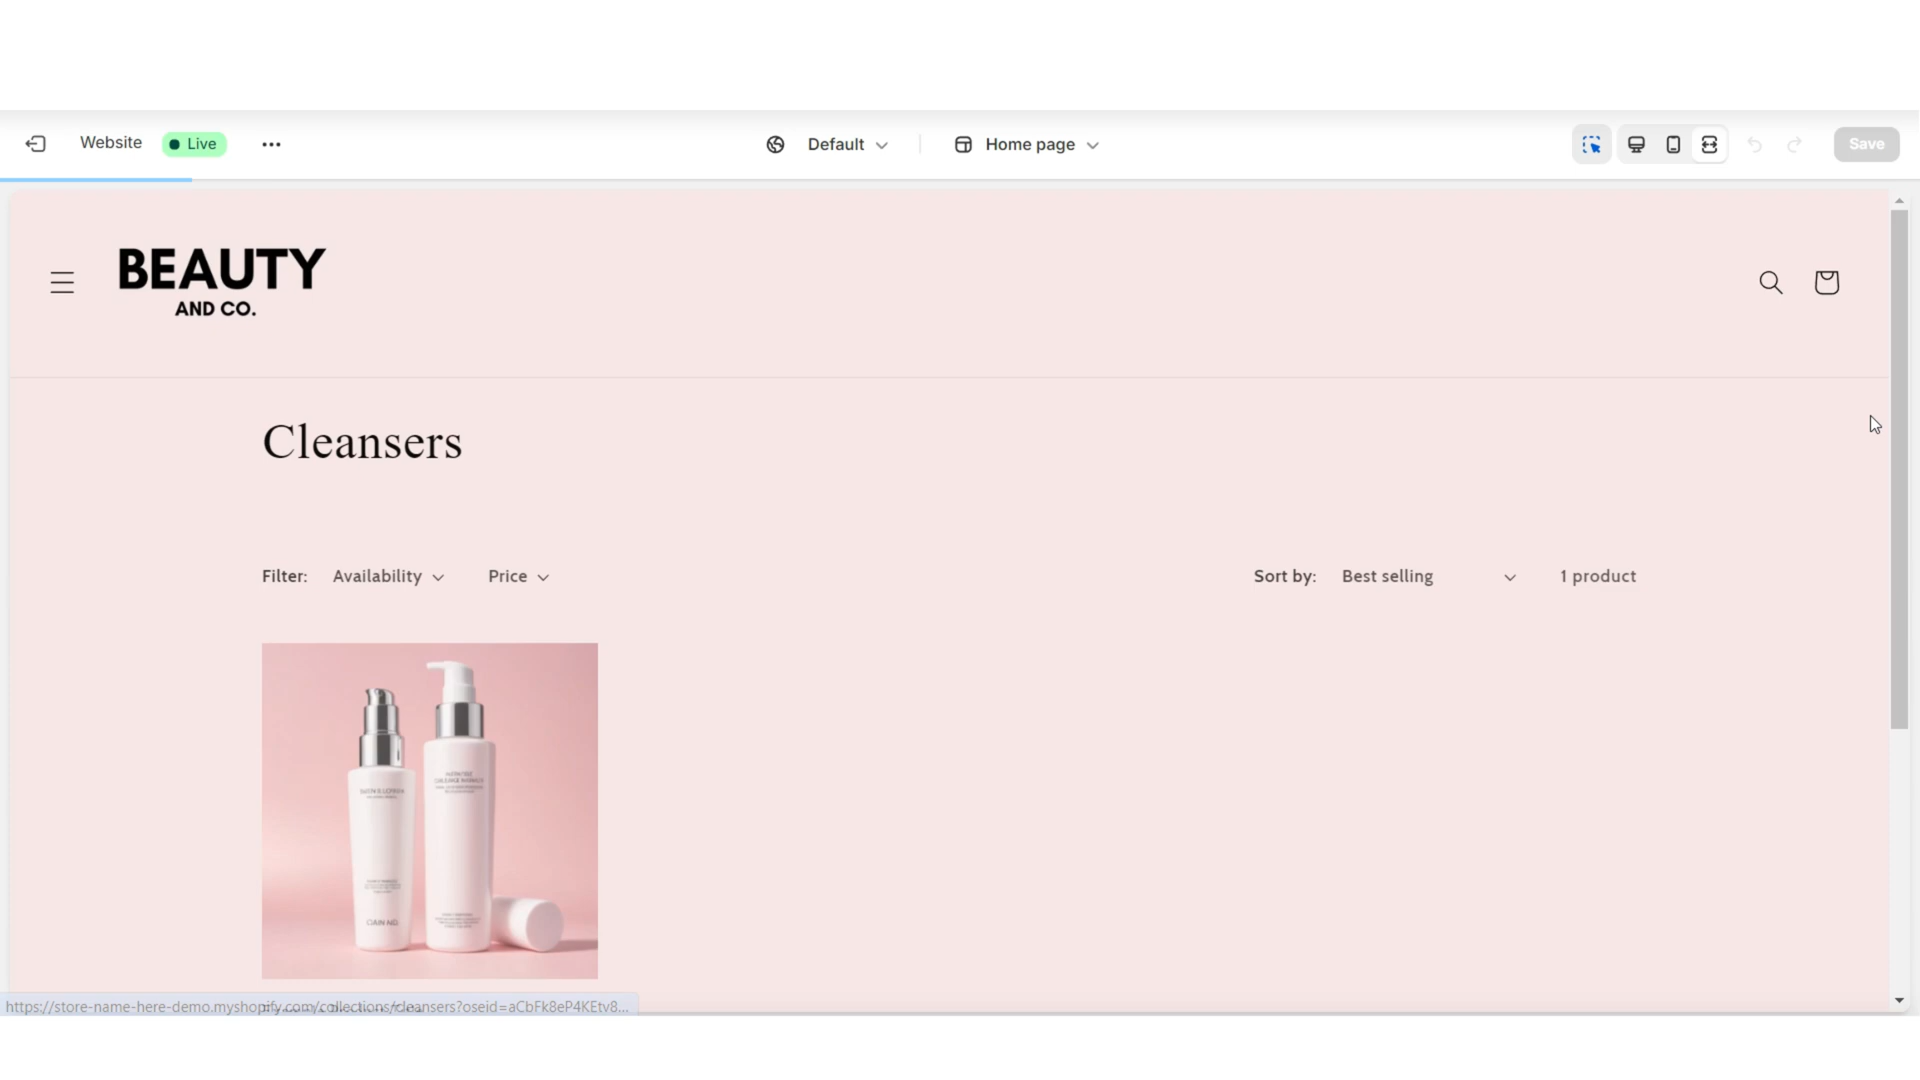 Website Live ... Default Home page Save
BEAUTY
AND CO.
Cleansers
Filter: Availability Price Sort by: Best selling 1 product
https://store-name-here-demo.myshopify.com/collections/cleansers?oseid=aCbFk8eP4KEtv8...